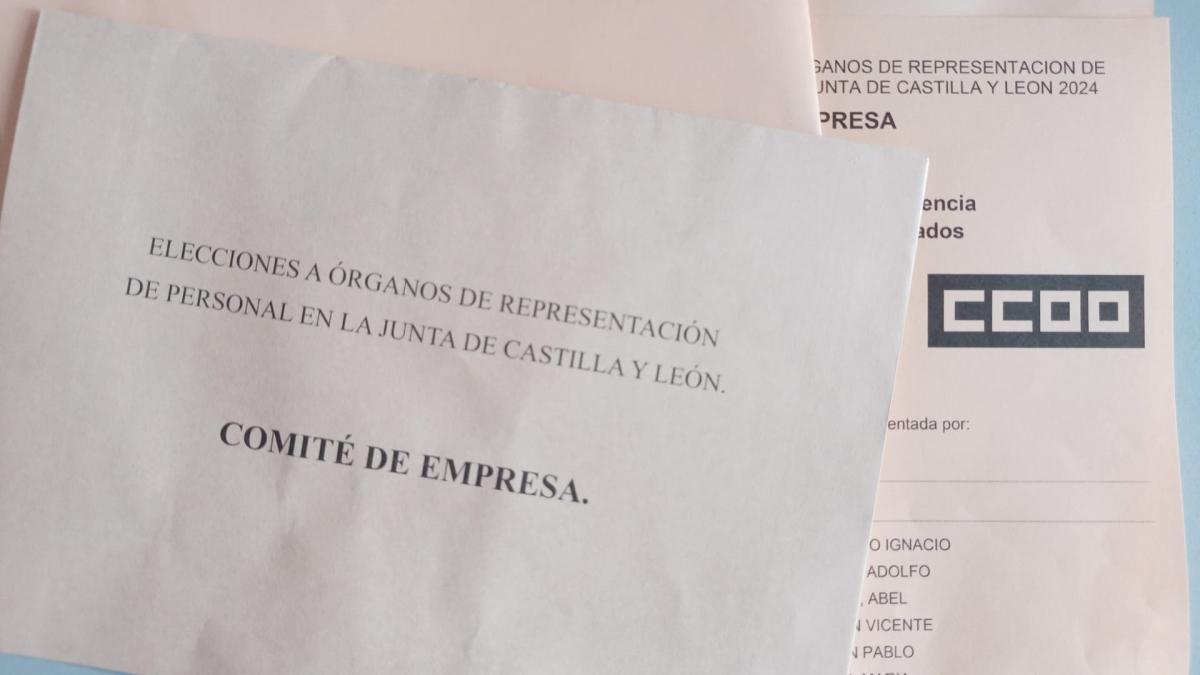 ELECCIONES A ÓRGANOS DE REPRESENTACIÓN
DE PERSONAL EN LA JUNTA DE CASTILLA Y LEÓN.
COMITÉ DE EMPRESA.
GANOS DE REPRESENTACION DE
JUNTA DE CASTILLA Y LEON 2024
PRESA
encia
ados
CCOO
entada por:
O IGNACIO
ADOLFO
, ABEL
N VICENTE
N PABLO